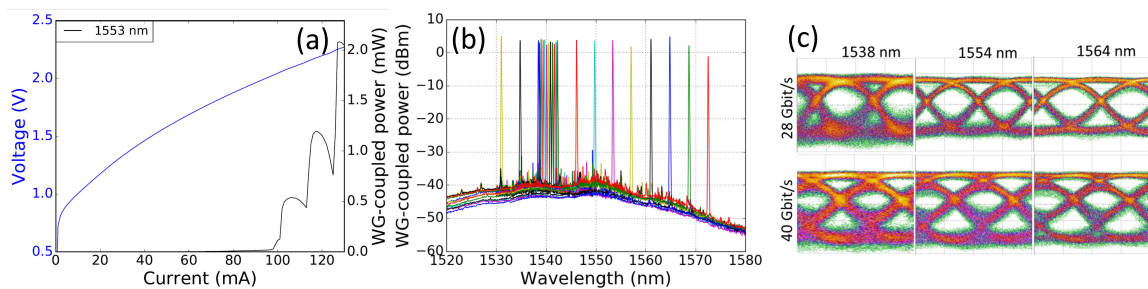 (a)
1553 nm
2.5
2.0
1.5
1.0
0.5
Voltage (V)
0
20
40
60
80
100
120
Current (mA)
2.0
1.5
1.0
0.5
0.0
WG-coupled power (mW)
(b)
10
0
−10
−20
−30
−40
−50
−60
WG-coupled power (dBm)
1520
1530
1540
1550
1560
1570
1580
Wavelength (nm)
(c)
1538 nm
1554 nm
1564 nm
28 Gbit/s
40 Gbit/s